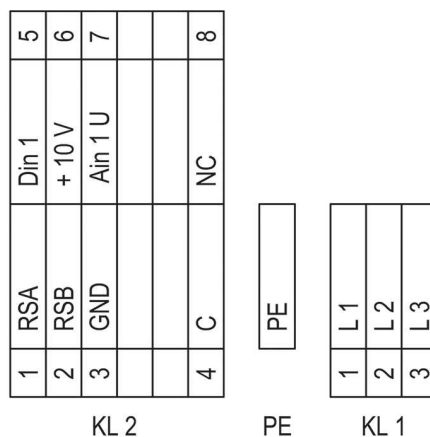 5 6 7 8
Din 1 + 10 V Ain 1 U NC
RSA RSB GND C PE L 1 L 2 L 3
1 2 3 4 1 2 3
KL 2 PE KL 1